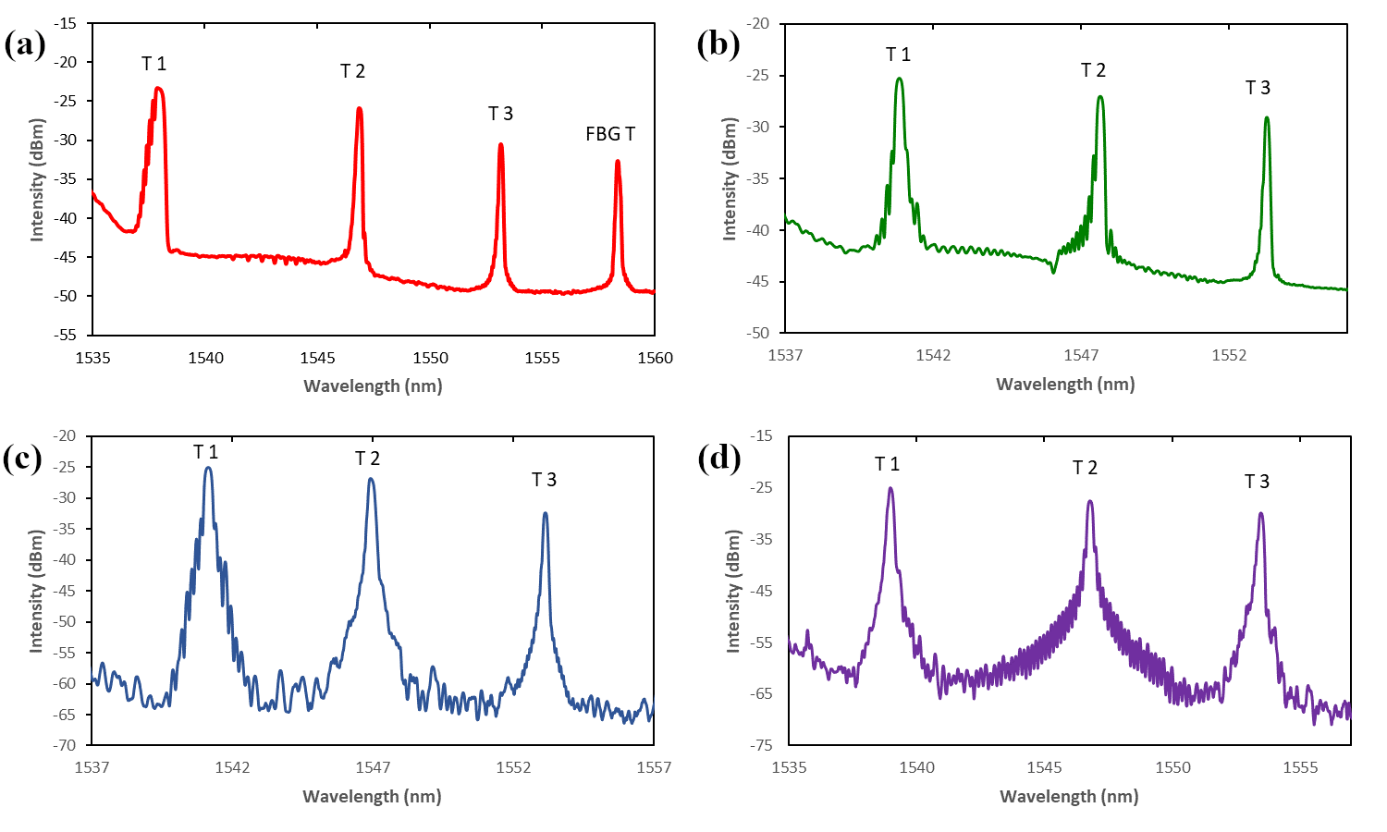 (a)
-15
-20
-25
-30
-35
-40
-45
-50
-55
Intensity (dBm)
T 1
T 2
T 3
FBG T
1535 1540 1545 1550 1555 1560
Wavelength (nm)
(b)
-20
-25
-30
-35
-40
-45
-50
Intensity (dBm)
T 1
T 2
T 3
1537 1542 1547 1552
Wavelength (nm)
(c)
-20
-25
-30
-35
-40
-45
-50
-55
-60
-65
-70
Intensity (dBm)
T 1
T 2
T 3
1537 1542 1547 1552 1557
Wavelength (nm)
(d)
-15
-25
-35
-45
-55
-65
-75
Intensity (dBm)
T 1
T 2
T 3
1535 1540 1545 1550 1555
Wavelength (nm)